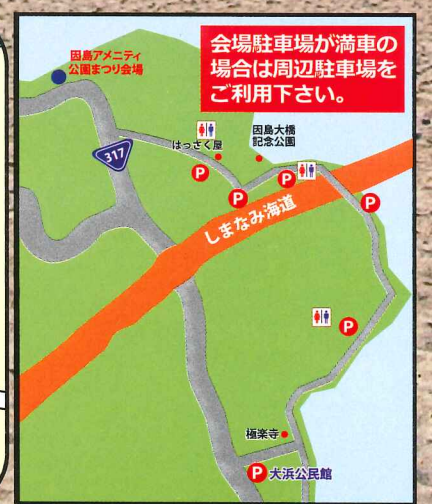 会場駐車場が満車の
場合は周辺駐車場を
ご利用下さい。
因島アメニティ
公園まつり会場
317
はっさく屋
因島大橋
記念公園
P
P
P
P
しまなみ海道
P
極楽寺
P 大浜公民館